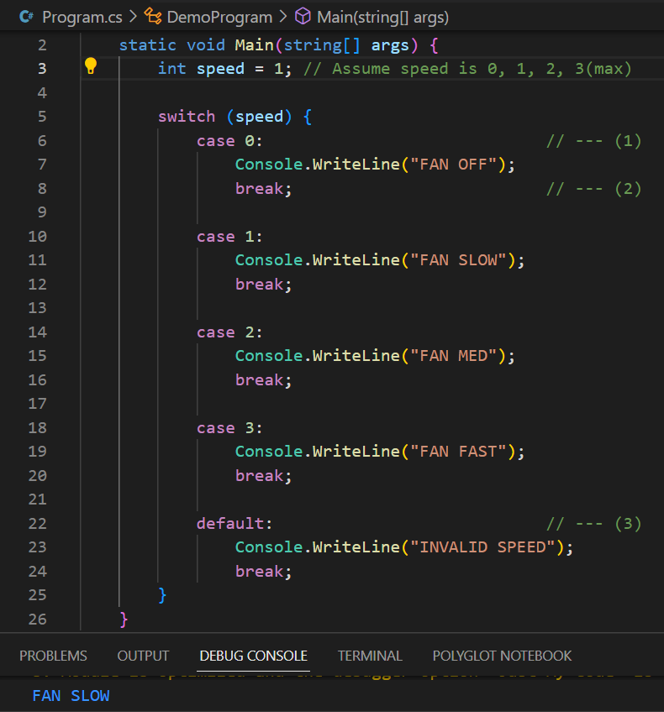 Program.cs > DemoProgram > Main(string[] args)
2 static void Main(string[] args) {
3 int speed = 1; // Assume speed is 0, 1, 2, 3(max)
4
5 switch (speed) {
6 case 0: // --- (1)
7 Console.WriteLine("FAN OFF");
8 break; // --- (2)
9
10 case 1:
11 Console.WriteLine("FAN SLOW");
12 break;
13
14 case 2:
15 Console.WriteLine("FAN MED");
16 break;
17
18 case 3:
19 Console.WriteLine("FAN FAST");
20 break;
21
22 default: // --- (3)
23 Console.WriteLine("INVALID SPEED");
24 break;
25 }
26 }
PROBLEMS OUTPUT DEBUG CONSOLE TERMINAL POLYGLOT NOTEBOOK
FAN SLOW